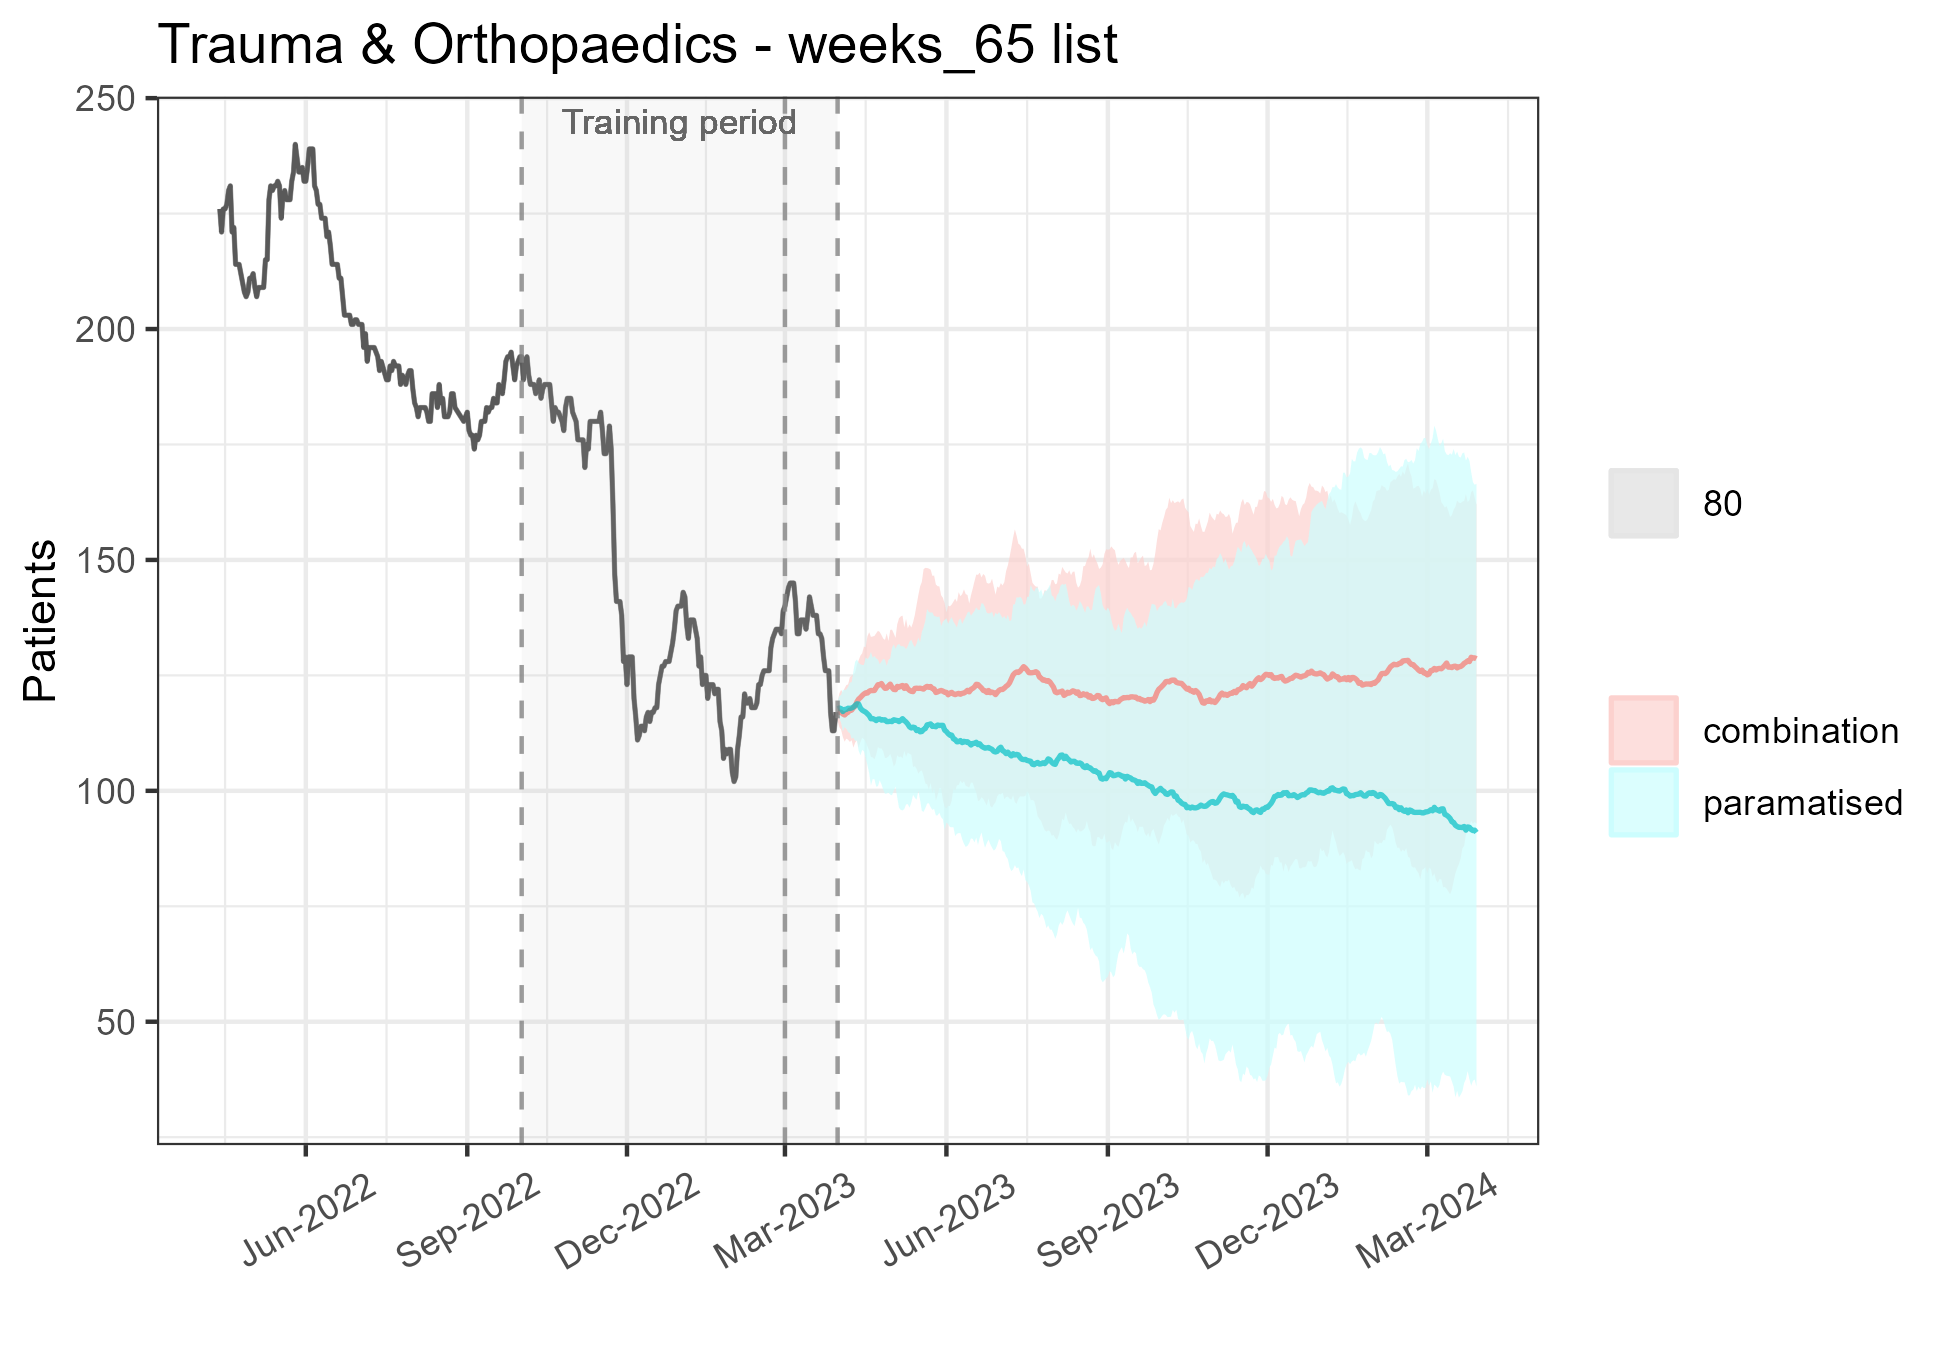 Trauma & Orthopaedics - weeks_65 list
Training period
250
200
150
100
50
Patients
Jun-2022
Sep-2022
Dec-2022
Mar-2023
Jun-2023
Sep-2023
Dec-2023
Mar-2024
80
combination
paramatised